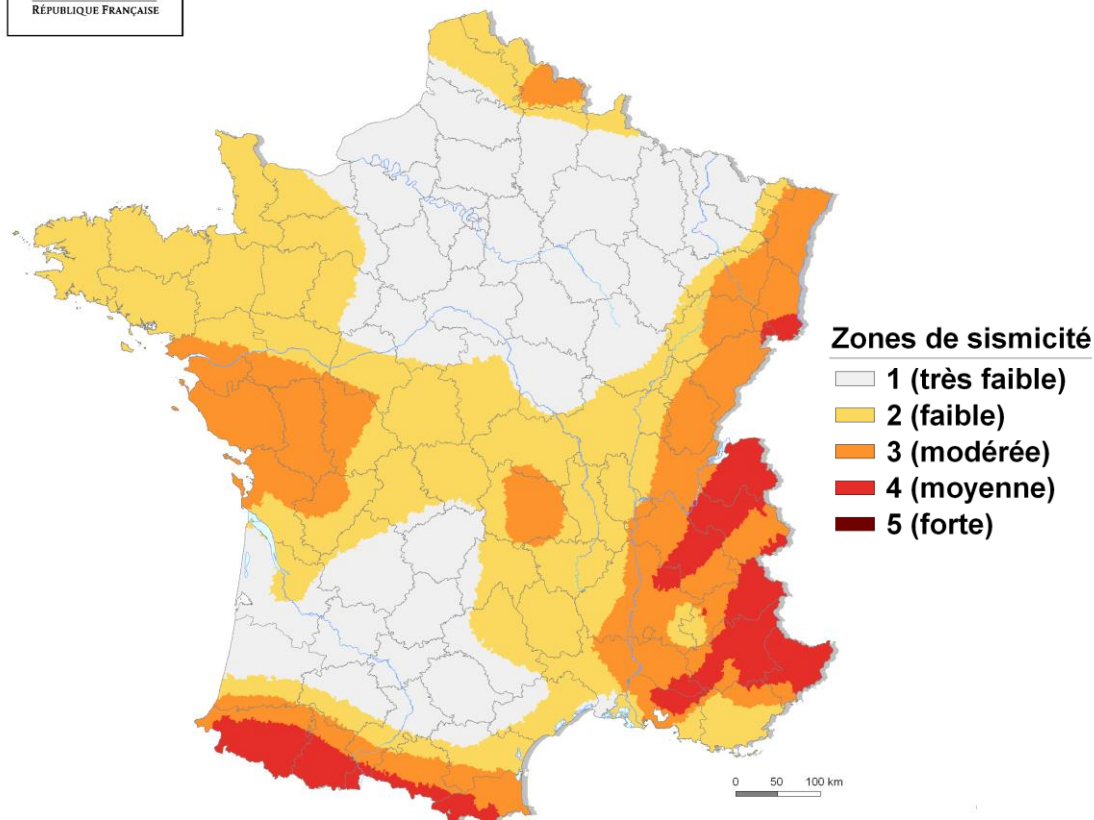 RÉPUBLIQUE FRANÇAISE
Zones de sismicité
1 (très faible)
2 (faible)
3 (modérée)
4 (moyenne)
5 (forte)
0 50 100 km